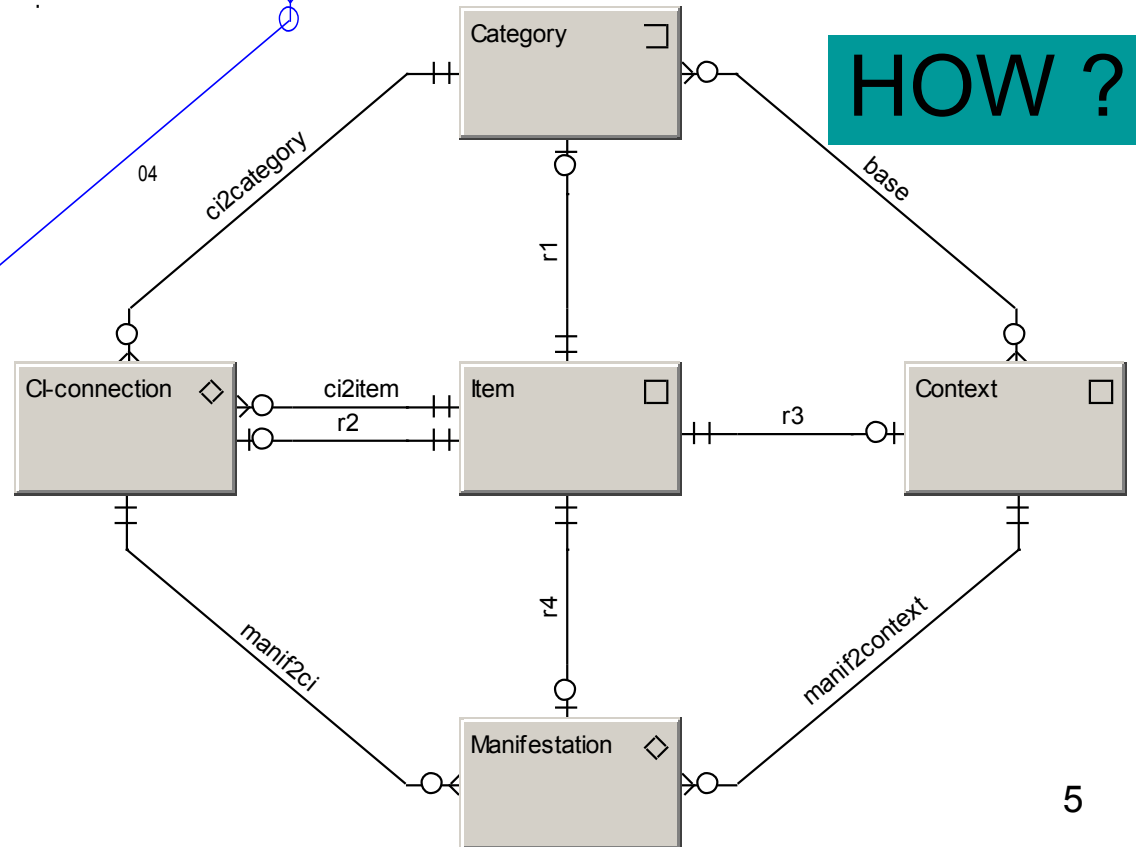 Category
HOW ?
04
ci2category
base
r1
CI-connection
ci2item
r2
Item
r3
Context
r4
manif2ci
manif2context
Manifestation
5